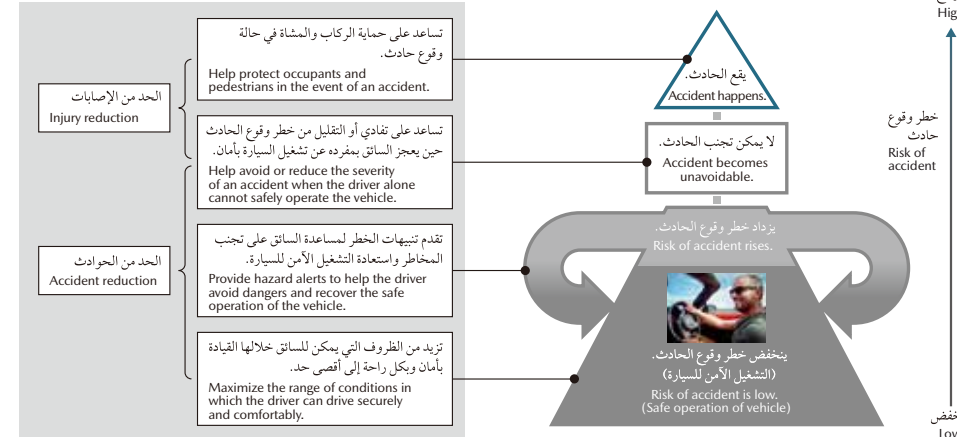 الحد من الإصابات
Injury reduction
الحد من الحوادث
Accident reduction
تساعد على حماية الركاب والمشاة في حالة
وقوع حادث.
Help protect occupants and
pedestrians in the event of an accident.
تساعد على تفادي أو التقليل من خطر وقوع الحادث
حين يعجز السائق بمفرده عن تشغيل السيارة بأمان.
Help avoid or reduce the severity
of an accident when the driver alone
cannot safely operate the vehicle.
تقدم تنبيهات الخطر لمساعدة السائق على تجنب
المخاطر واستعادة التشغيل الآمن للسيارة.
Provide hazard alerts to help the driver
avoid dangers and recover the safe
operation of the vehicle.
تزيد من الظروف التي يمكن للسائق خلالها القيادة
بأمان وبكل راحة إلى أقصى حد.
Maximize the range of conditions in
which the driver can drive securely
and comfortably.
يقع الحادث.
Accident happens.
لا يمكن تجنب الحادث.
Accident becomes
unavoidable.
يزداد خطر وقوع الحادث.
Risk of accident rises.
ينخفض خطر وقوع الحادث.
(التشغيل الآمن للسيارة)
Risk of accident is low.
(Safe operation of vehicle)
خطر وقوع
حادث
Risk of
accident